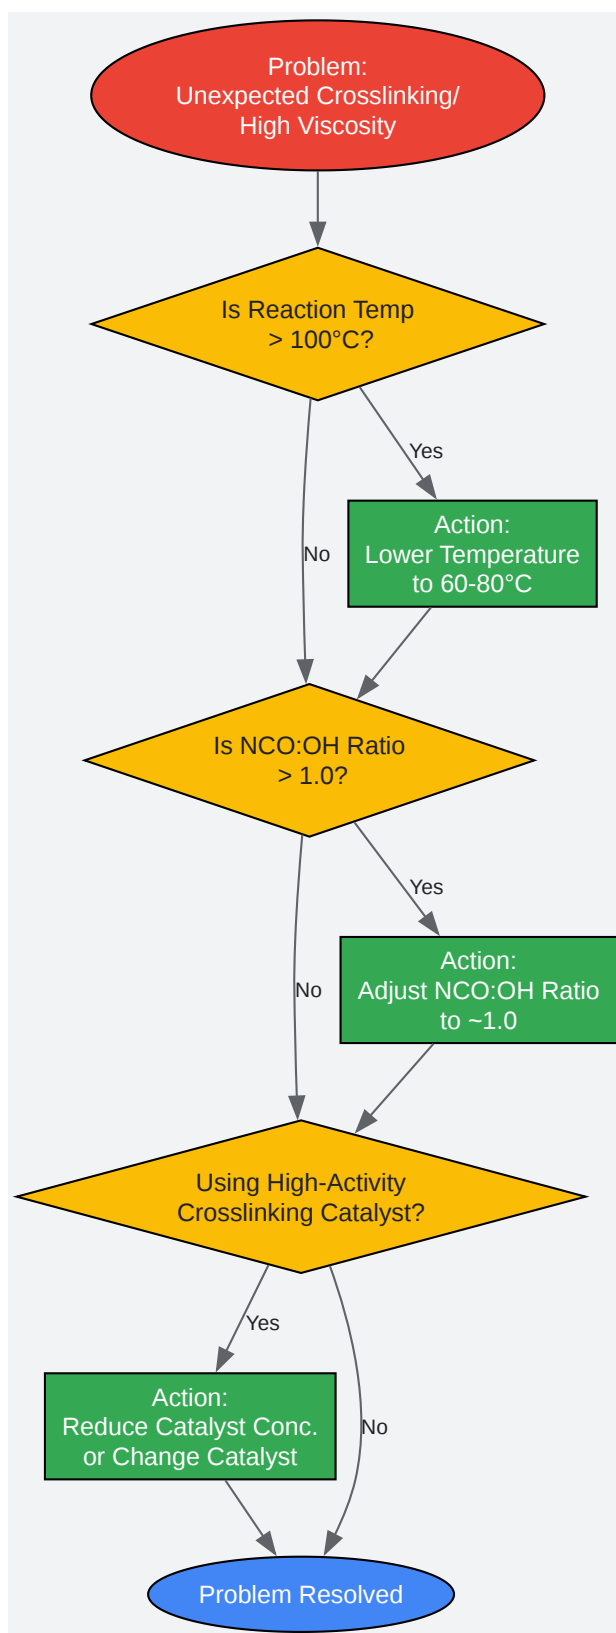 Problem:
Unexpected Crosslinking/
High Viscosity
Is Reaction Temp
> 100°C?
Yes
Action:
Lower Temperature
to 60-80°C
No
Is NCO:OH Ratio
> 1.0?
Yes
Action:
Adjust NCO:OH Ratio
to ~1.0
No
Using High-Activity
Crosslinking Catalyst?
Yes
Action:
Reduce Catalyst Conc.
or Change Catalyst
No
Problem Resolved